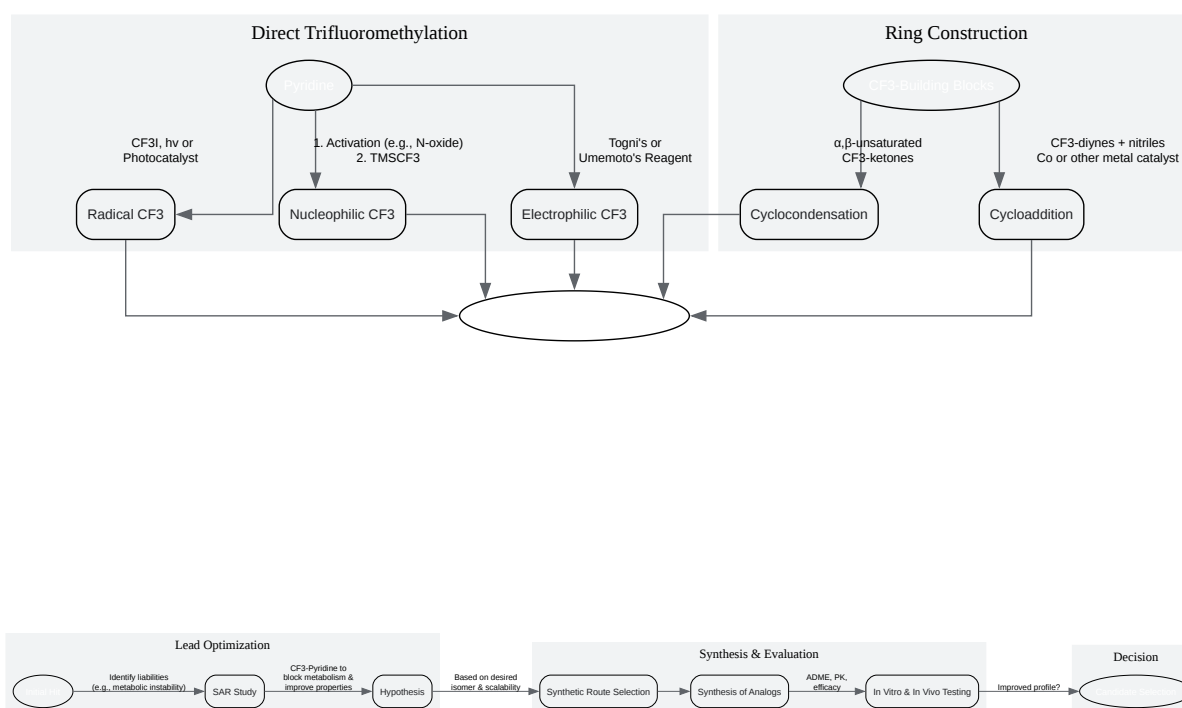 Direct Trifluoromethylation
Ring Construction
Pyridine
CF3-Building Blocks
CF3I, hv or
Photocatalyst
1. Activation (e.g., N-oxide)
2. TMSCF3
Togni's or
Umemoto's Reagent
α,β-unsaturated
CF3-ketones
CF3-diynes + nitriles
Co or other metal catalyst
Radical CF3
Nucleophilic CF3
Electrophilic CF3
Cyclocondensation
Cycloaddition
Lead Optimization
Synthesis & Evaluation
Decision
Identify liabilities
(e.g., metabolic instability)
CF3-Pyridine to
block metabolism &
improve properties
Based on desired
isomer & scalability
ADME, PK,
efficacy
Improved profile?
SAR Study
Hypothesis
Synthetic Route Selection
Synthesis of Analogs
In Vitro & In Vivo Testing